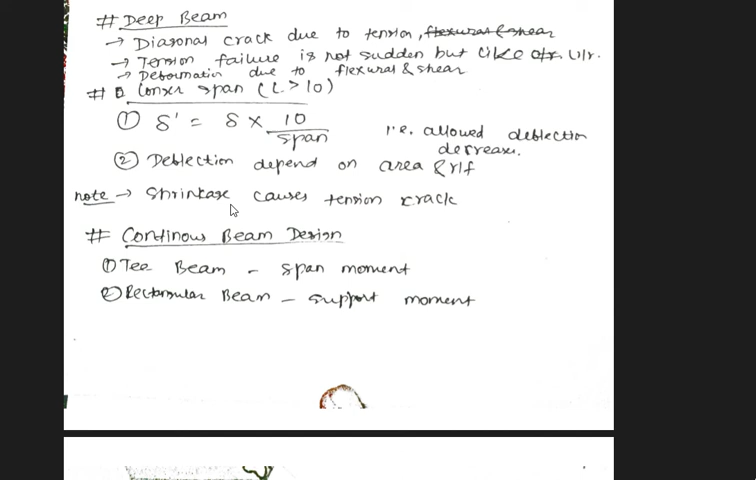 # Deep Beam
→ Diagonal crack due to tension, flexural & shear
→ Tension failure is not sudden but like
→ Deformation due to flexural & shear
# Longer span (L > 10)
① δ' = δ × 10/span i.e. allowed deflection decrease.
② Deflection depend on area & r/f
note → Shrinkage causes tension crack
# Continous Beam Design
① Tee Beam – span moment
② Rectangular Beam – support moment